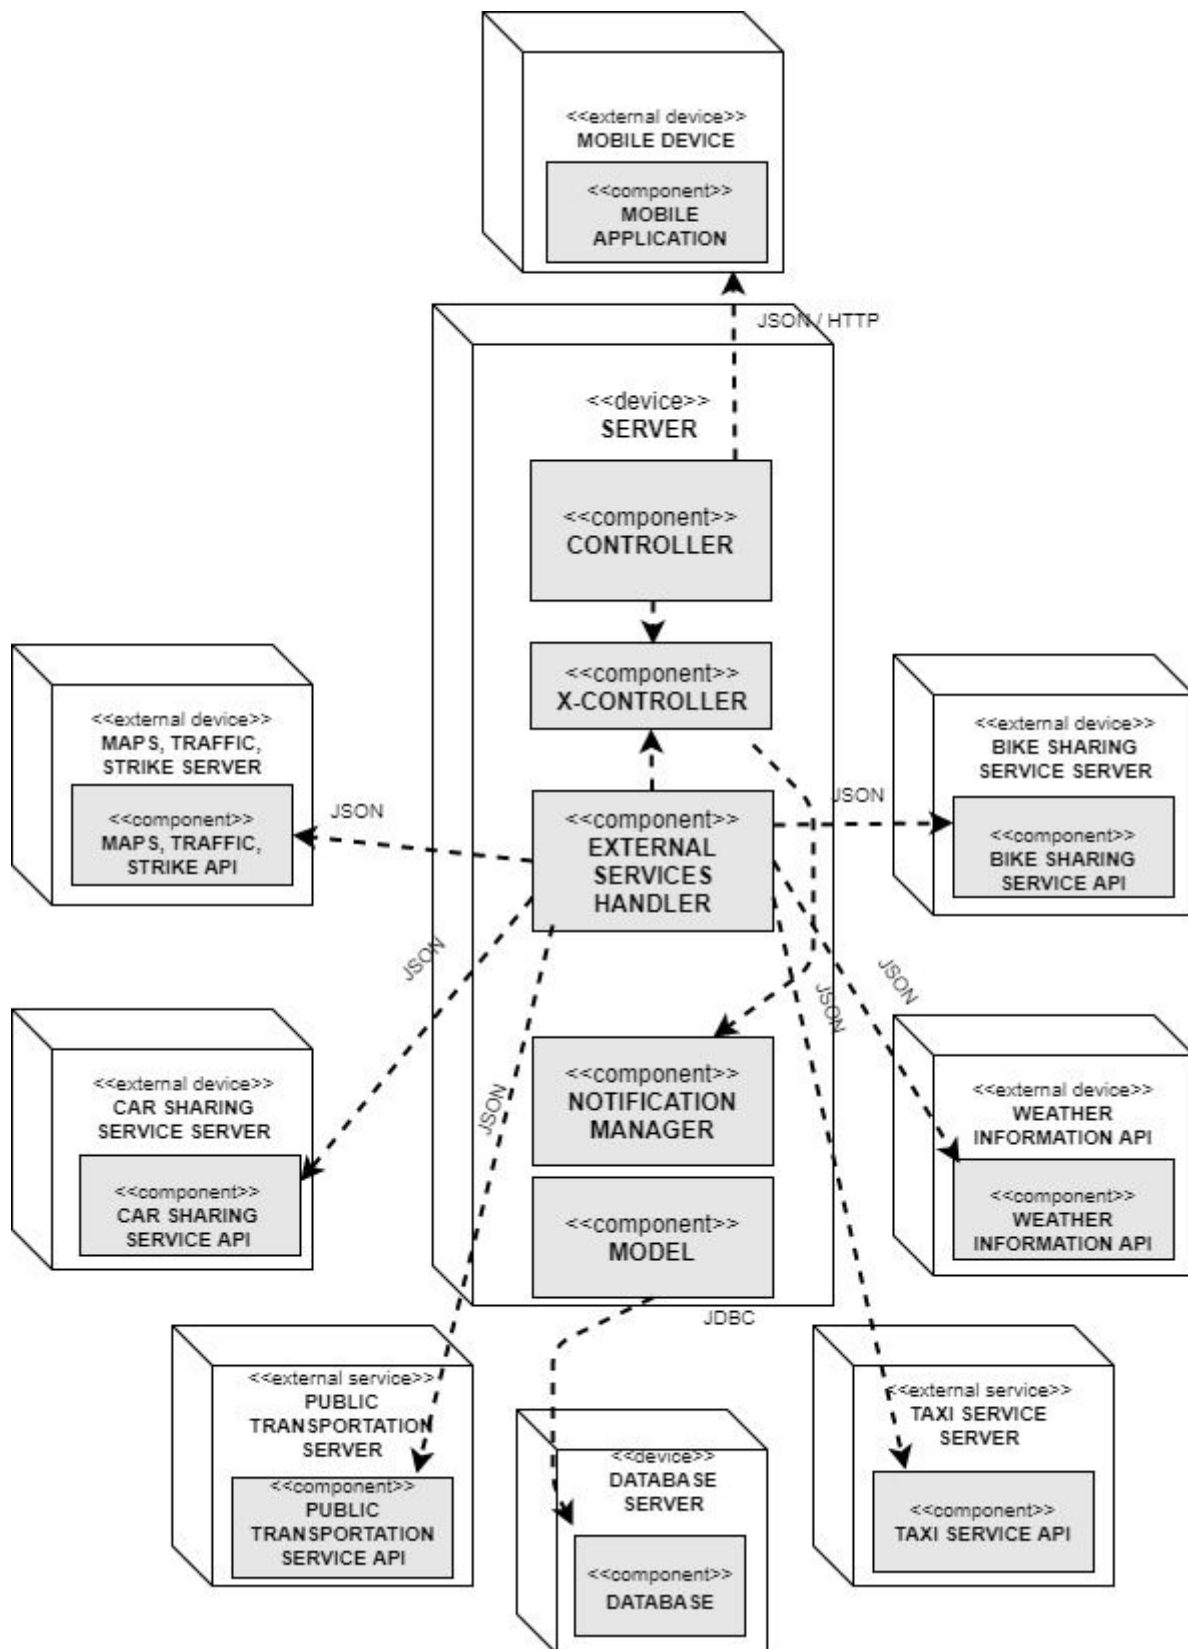 <<external device>>
MOBILE DEVICE
<<component>>
MOBILE
APPLICATION
JSON / HTTP
<<device>>
SERVER
<<component>>
CONTROLLER
<<component>>
X-CONTROLLER
<<external device>>
MAPS, TRAFFIC,
STRIKE SERVER
<<component>>
MAPS, TRAFFIC,
STRIKE API
JSON
<<component>>
EXTERNAL
SERVICES
HANDLER
JSON
<<external device>>
BIKE SHARING
SERVICE SERVER
<<component>>
BIKE SHARING
SERVICE API
JSON
JSON
JSON
JSON
<<external device>>
CAR SHARING
SERVICE SERVER
<<component>>
CAR SHARING
SERVICE API
<<component>>
NOTIFICATION
MANAGER
<<component>>
MODEL
<<external device>>
WEATHER
INFORMATION API
<<component>>
WEATHER
INFORMATION API
JDBC
<<external service>>
PUBLIC
TRANSPORTATION
SERVER
<<component>>
PUBLIC
TRANSPORTATION
SERVICE API
<<device>>
DATABASE
SERVER
<<component>>
DATABASE
<<external service>>
TAXI SERVICE
SERVER
<<component>>
TAXI SERVICE API